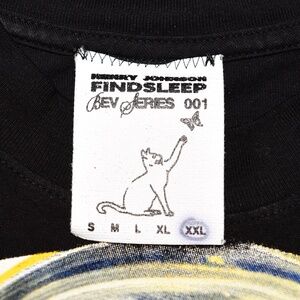 HENRY JOHNSON
FINDSLEEP
BEV SERIES 001
S M L XL XXL